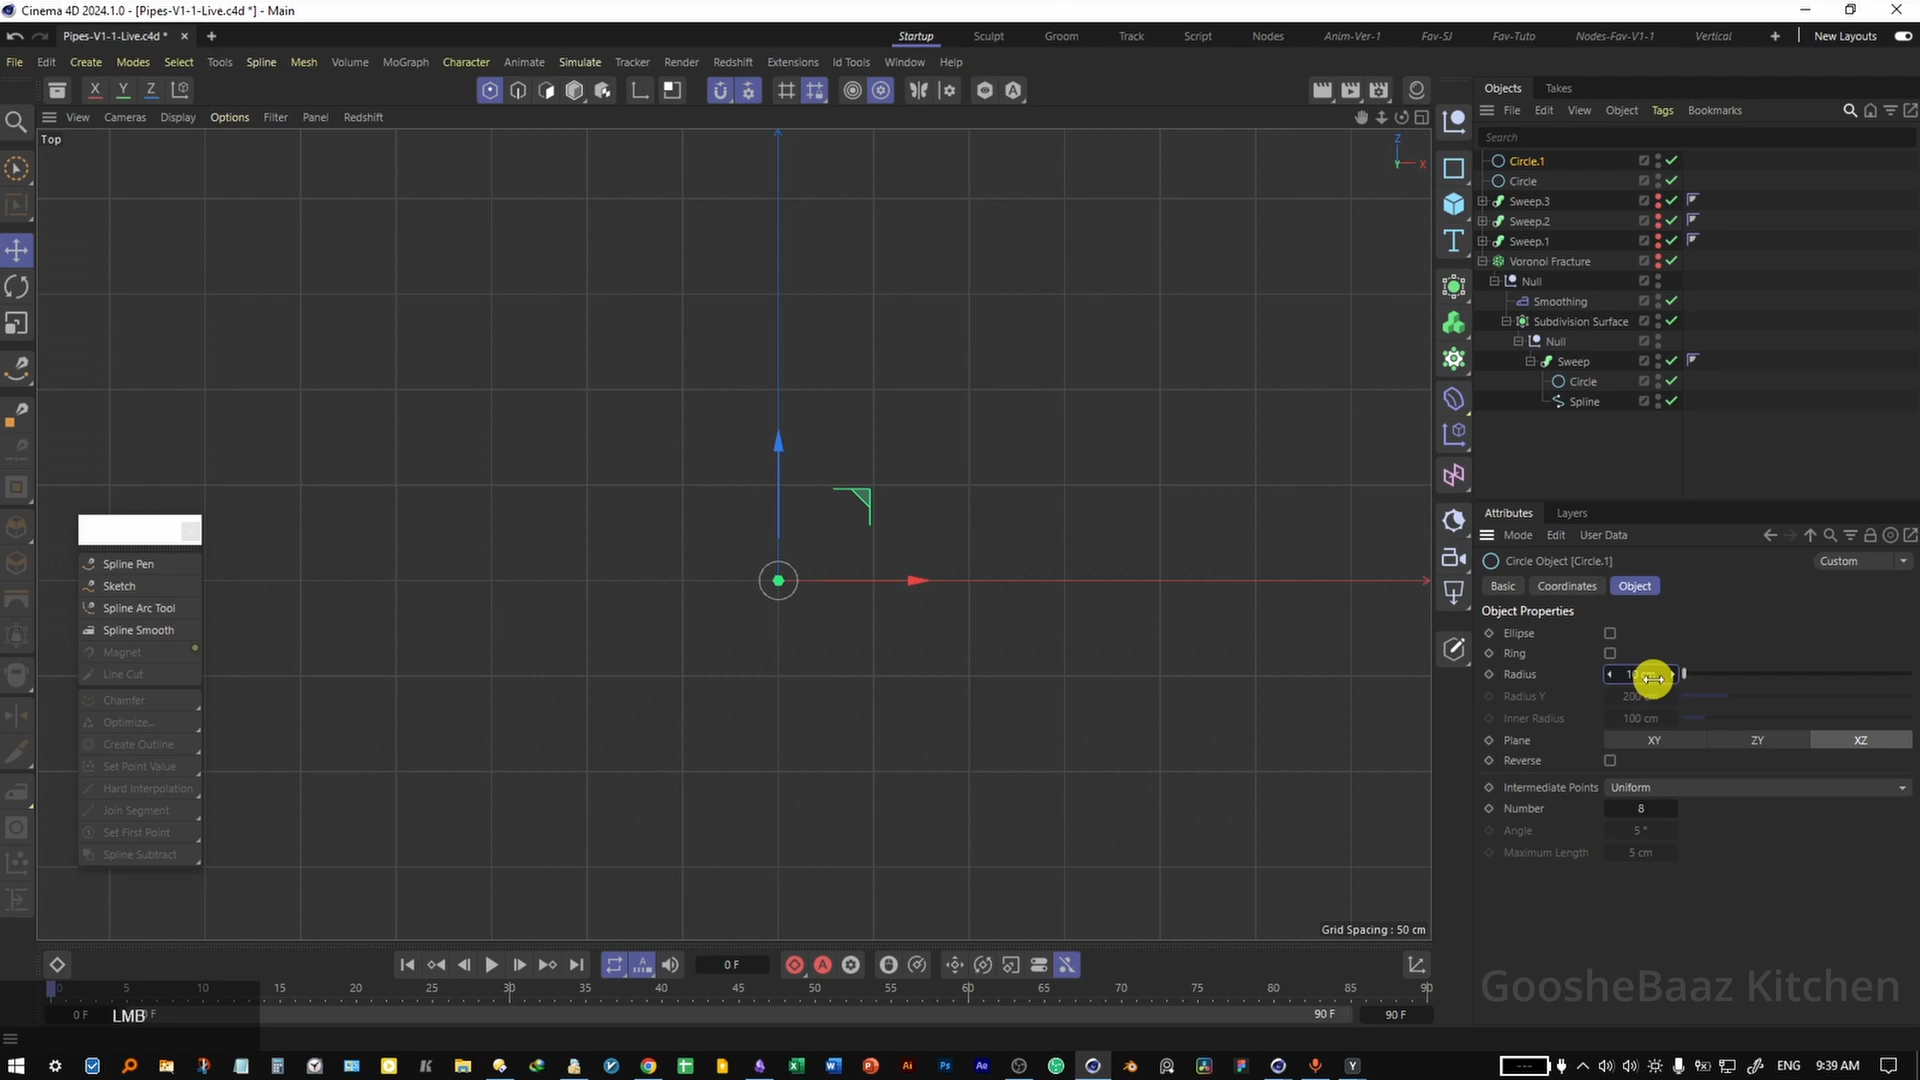 Cinema 4D 2024.1.0 - [Pipes-V1-1-Live.c4d *] - Main
Pipes-V1-1-Live.c4d *
Startup Sculpt Groom Track Script Nodes Anim-Ver-1 Fav-SJ Fav-Tuto Nodes-Fav-V1-1 Vertical New Layouts
File Edit Create Modes Select Tools Spline Mesh Volume MoGraph Character Animate Simulate Tracker Render Redshift Extensions Id Tools Window Help
X Y Z
View Cameras Display Options Filter Panel Redshift
Top
Z
Y X
Spline Pen
Sketch
Spline Arc Tool
Spline Smooth
Magnet
Line Cut
Chamfer
Optimize...
Create Outline
Set Point Value
Hard Interpolation
Join Segment
Set First Point
Spline Subtract
Grid Spacing : 50 cm
Objects Takes
File Edit View Object Tags Bookmarks
Search
Circle.1
Circle
Sweep.3
Sweep.2
Sweep.1
Voronoi Fracture
Null
Smoothing
Subdivision Surface
Null
Sweep
Circle
Spline
Attributes Layers
Mode Edit User Data
Circle Object [Circle.1]
Custom
Basic Coordinates Object
Object Properties
Ellipse
Ring
Radius
Radius Y
Inner Radius 100 cm
Plane XY ZY XZ
Reverse
Intermediate Points Uniform
Number 8
Angle 5 °
Maximum Length 5 cm
0 F
0 5 10 15 20 25 30 35 40 45 50 55 60 65 70 75 80 85 90
0 F LMB 90 F 90 F
GoosheBaaz Kitchen
ENG 9:39 AM